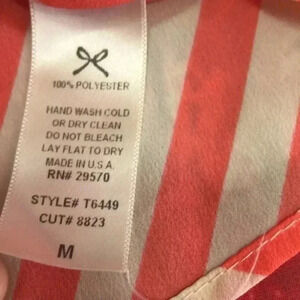 100% POLYESTER
HAND WASH COLD
OR DRY CLEAN
DO NOT BLEACH
LAY FLAT TO DRY
MADE IN U.S.A.
RN# 29570
STYLE# T6449
CUT# 8823
M